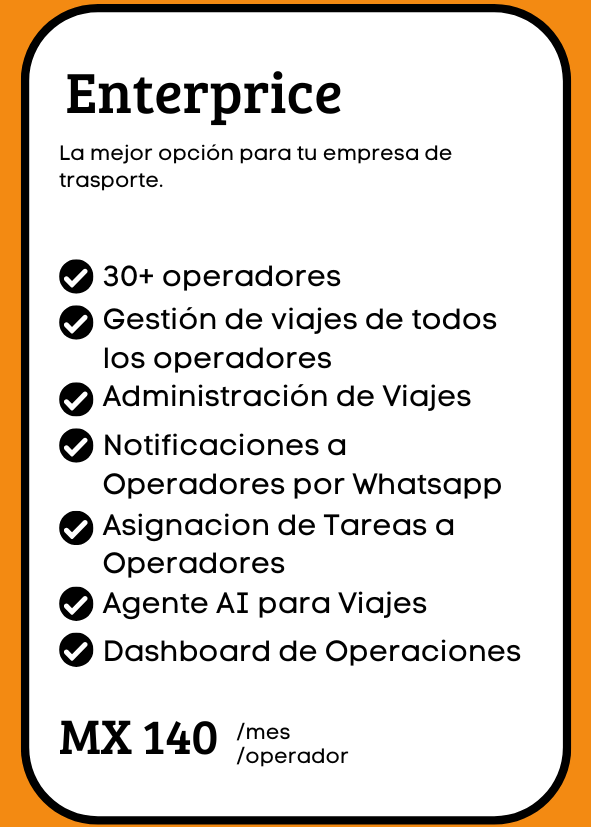 Enterprice
La mejor opción para tu empresa de
trasporte.
30+ operadores
Gestión de viajes de todos
los operadores
Administración de Viajes
Notificaciones a
Operadores por Whatsapp
Asignacion de Tareas a
Operadores
Agente AI para Viajes
Dashboard de Operaciones
MX 140 /mes
/operador